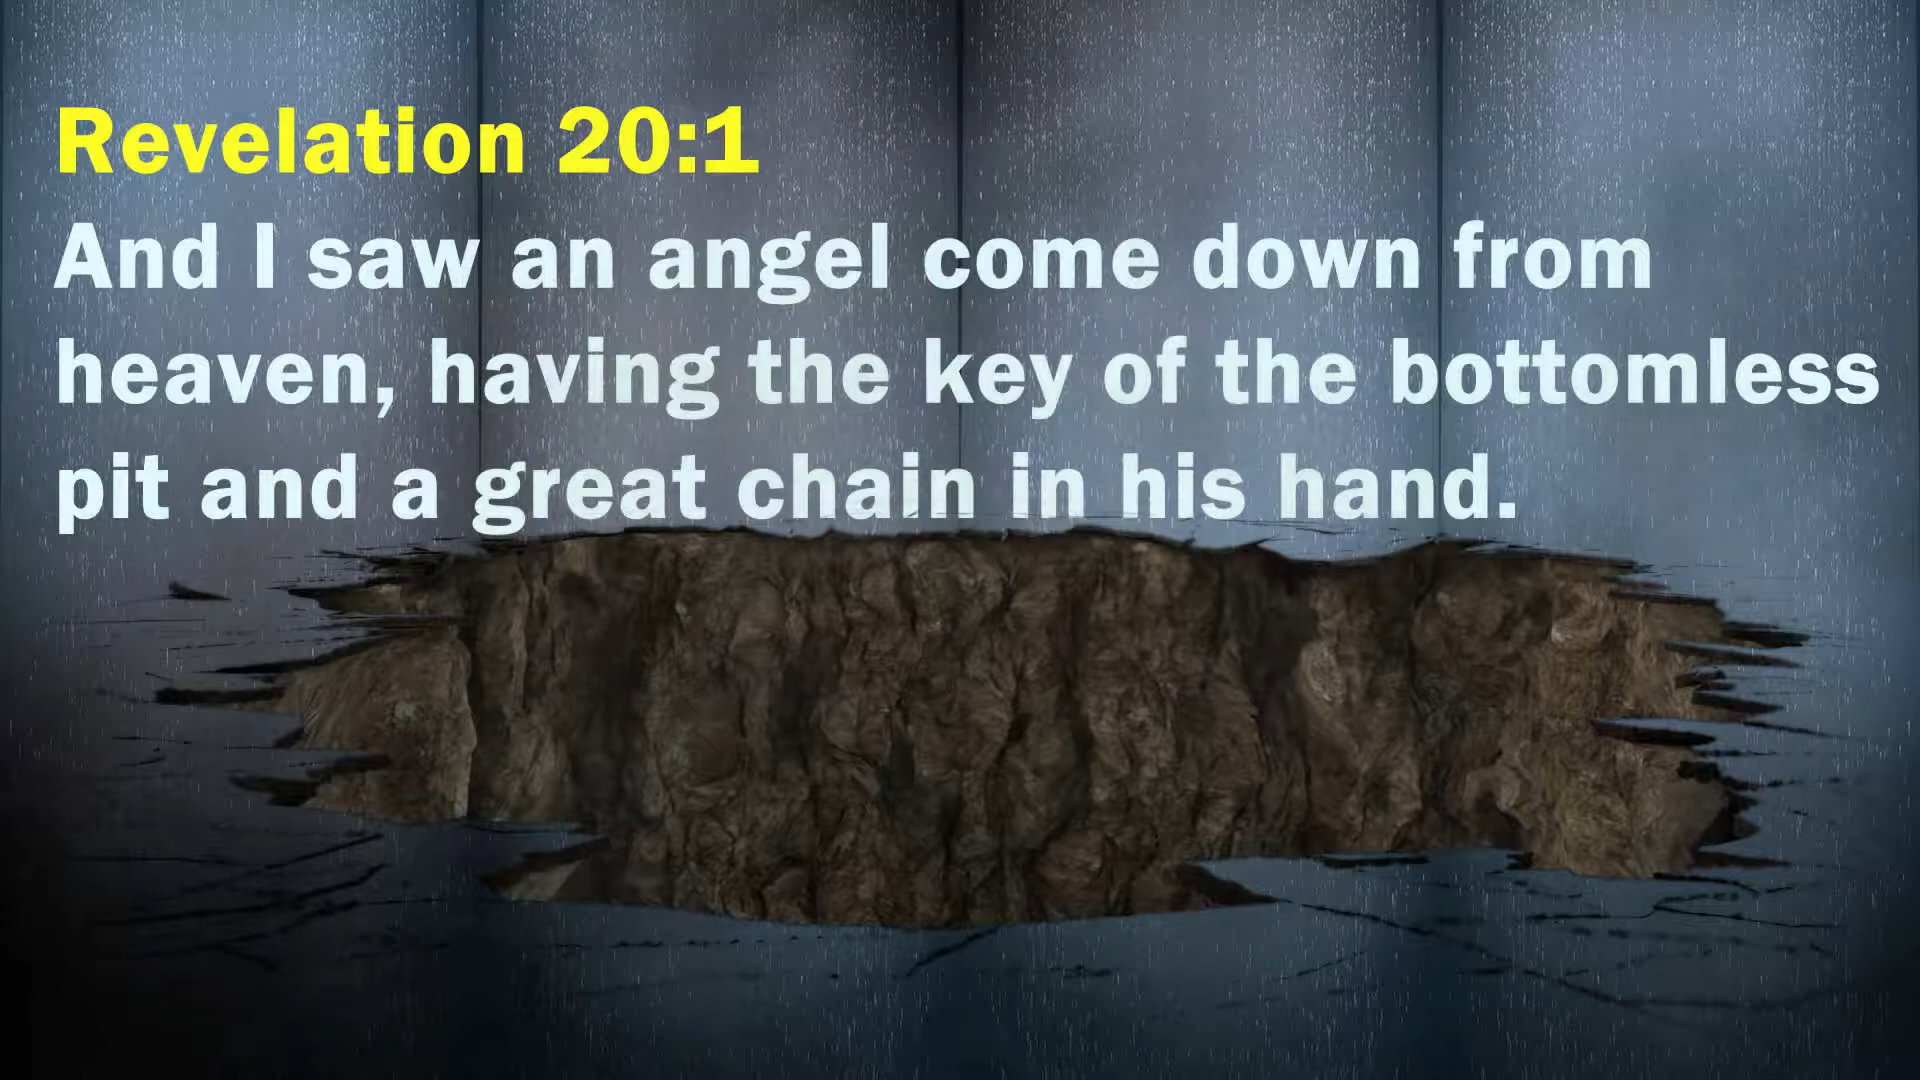 Revelation 20:1
And I saw an angel come down from
heaven, having the key of the bottomless
pit and a great chain in his hand.